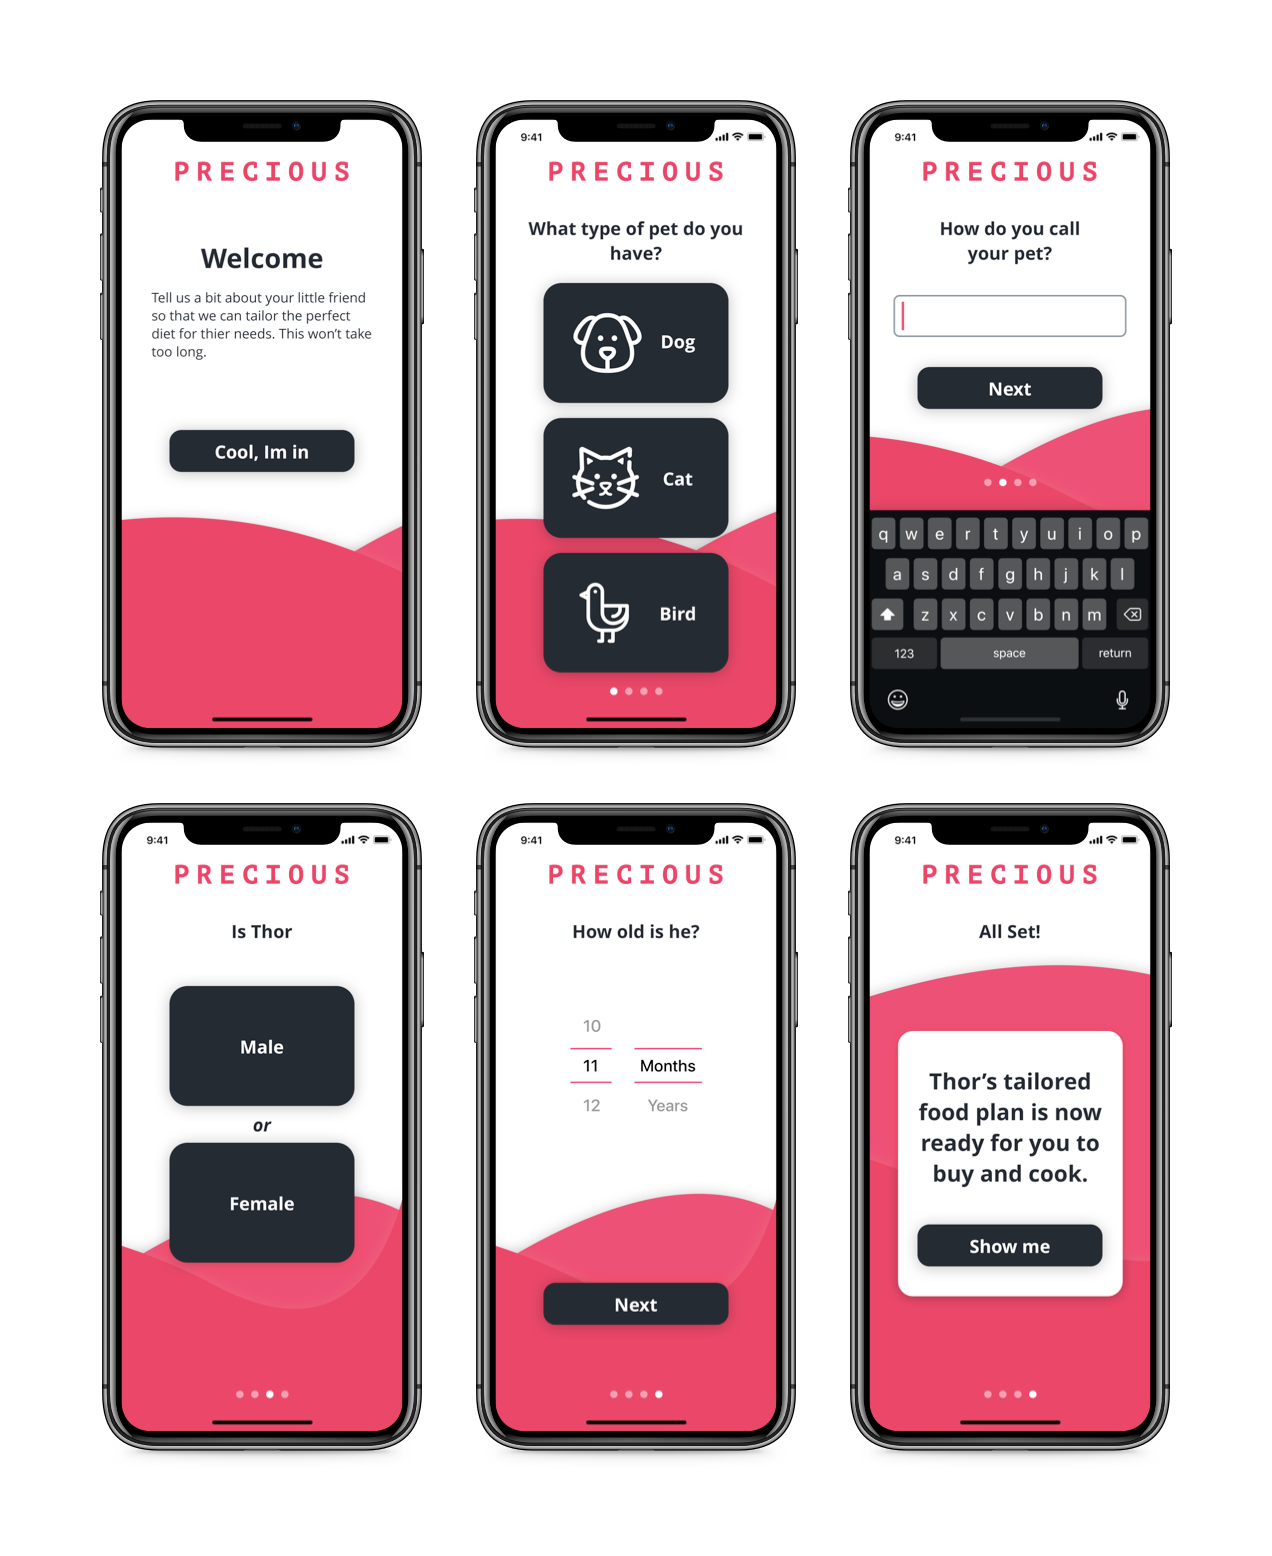 PRECIOUS
Welcome
Tell us a bit about your little friend
so that we can tailor the perfect
diet for thier needs. This won't take
too long.
Cool, Im in
9:41
PRECIOUS
What type of pet do you
have?
Dog
Cat
Bird
9:41
PRECIOUS
How do you call
your pet?
Next
q w e r t y u i o p
a s d f g h j k l
z x c v b n m
123 space return
9:41
PRECIOUS
Is Thor
Male
or
Female
9:41
PRECIOUS
How old is he?
10
11 Months
12 Years
Next
9:41
PRECIOUS
All Set!
Thor’s tailored
food plan is now
ready for you to
buy and cook.
Show me